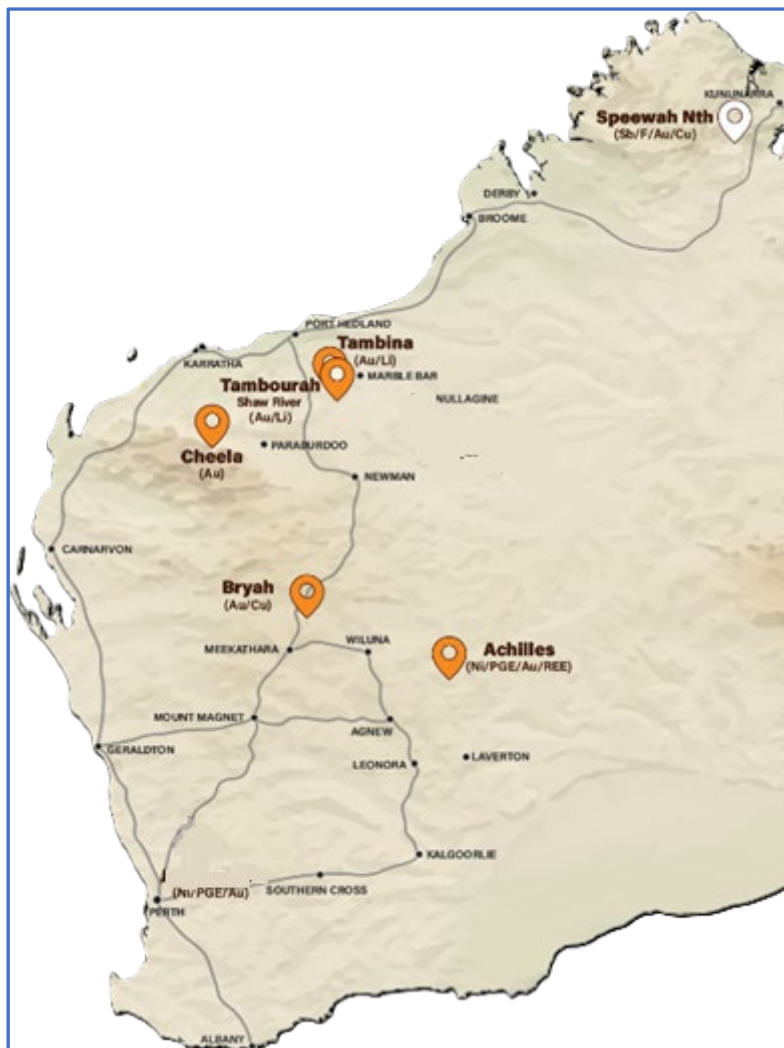 KUNUNARRA
Speewah Nth
(Sb/F/Au/Cu)
DERBY
BROOME
PORT HEDLAND
Tambina
(Au/Li)
KARRATHA
MARBLE BAR
Tambourah
Shaw River
(Au/Li)
NULLAGINE
Cheela
(Au)
PARABURDOO
NEWMAN
CARNARVON
Bryah
(Au/Cu)
MEEKATHARA
WILUNA
Achilles
(Ni/PGE/Au/REE)
MOUNT MAGNET
AGNEW
GERALDTON
LEONORA
LAVERTON
KALGOORLIE
(Ni/PGE/Au)
SOUTHERN CROSS
PERTH
ALBANY